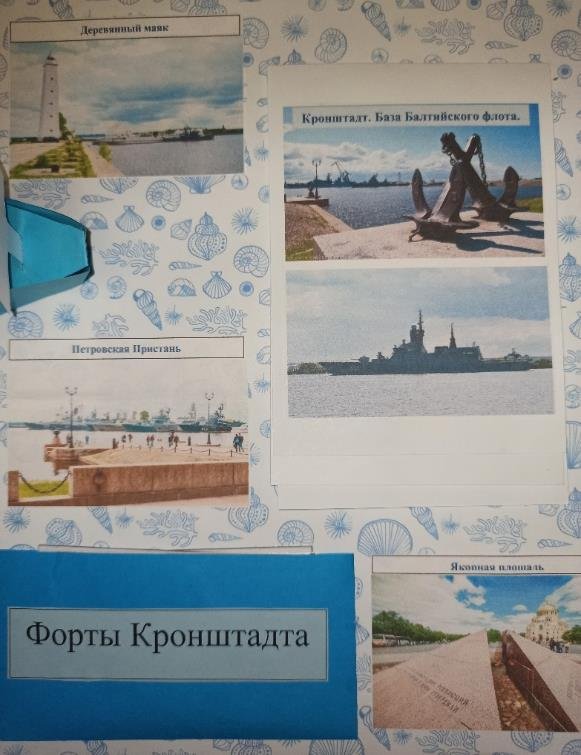 Деревянный маяк
Кронштадт. База Балтийского флота.
Петровская Пристань
Форты Кронштадта
Якорная площадь